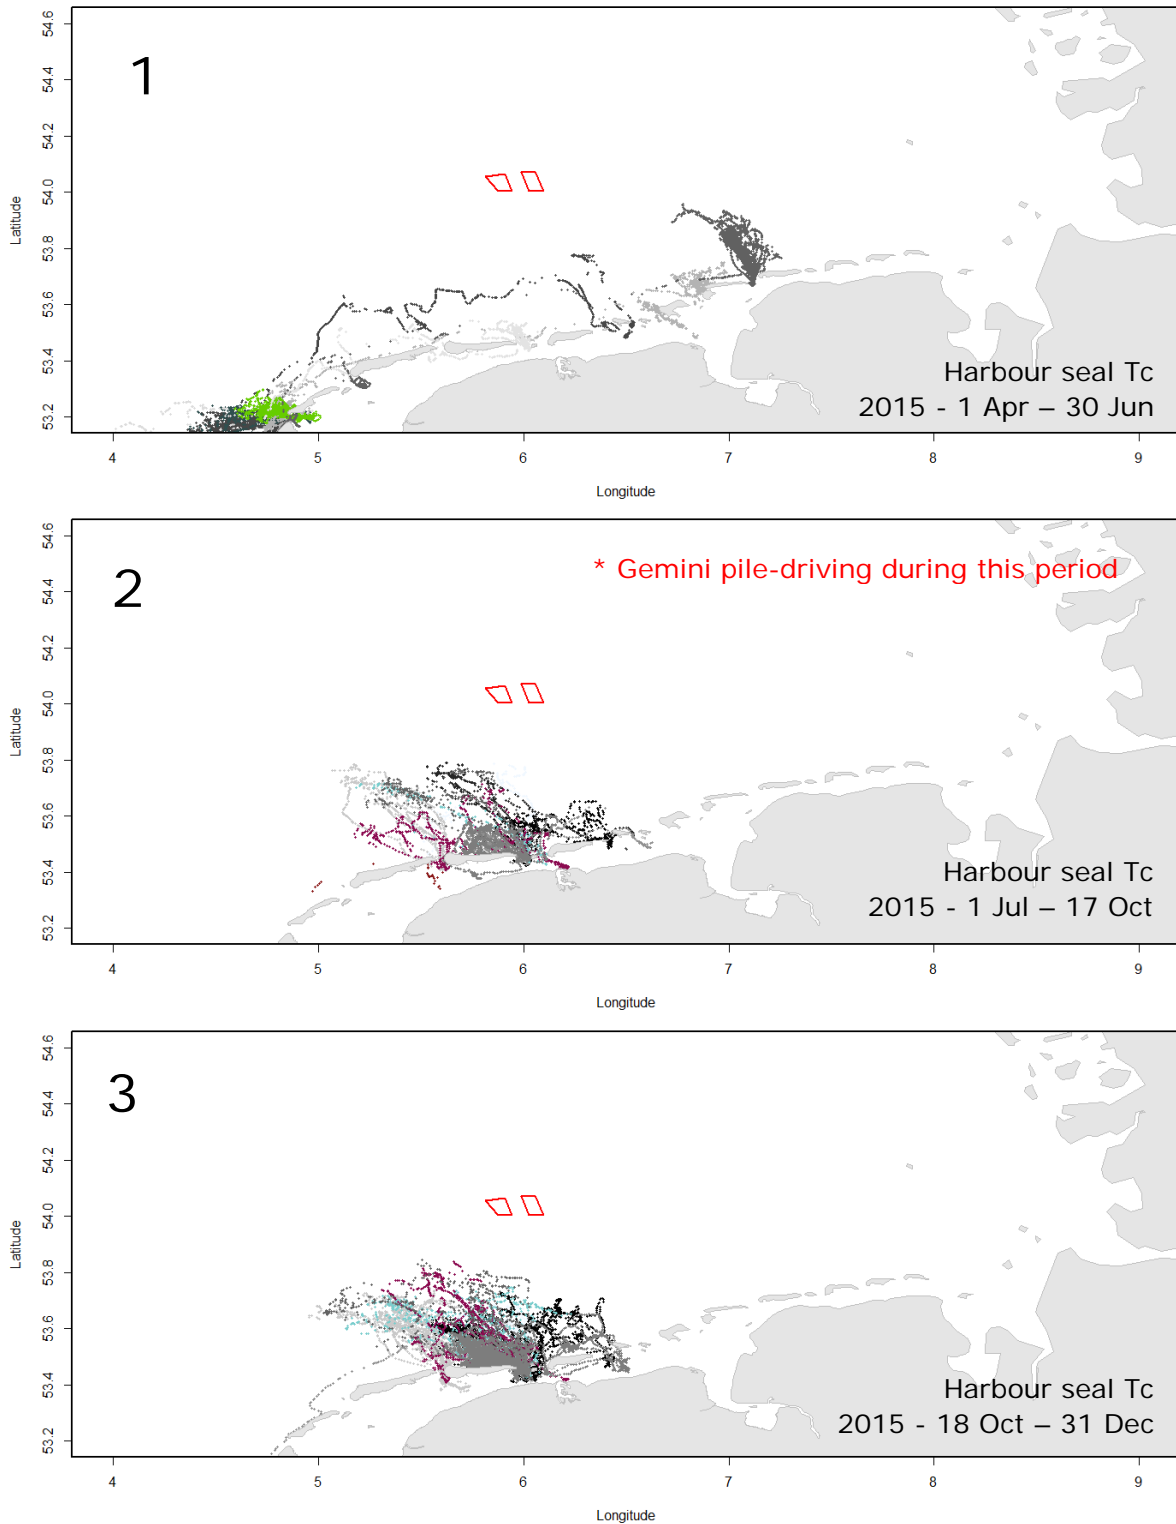 54.6
54.4
54.2
54.0
53.8
53.6
53.4
53.2
Latitude
1
Harbour seal Tc
2015 - 1 Apr – 30 Jun
4 5 6 7 8 9
Longitude
54.6
54.4
54.2
54.0
53.8
53.6
53.4
53.2
Latitude
2
* Gemini pile-driving during this period
Harbour seal Tc
2015 - 1 Jul – 17 Oct
4 5 6 7 8 9
Longitude
54.6
54.4
54.2
54.0
53.8
53.6
53.4
53.2
Latitude
3
Harbour seal Tc
2015 - 18 Oct – 31 Dec
4 5 6 7 8 9
Longitude